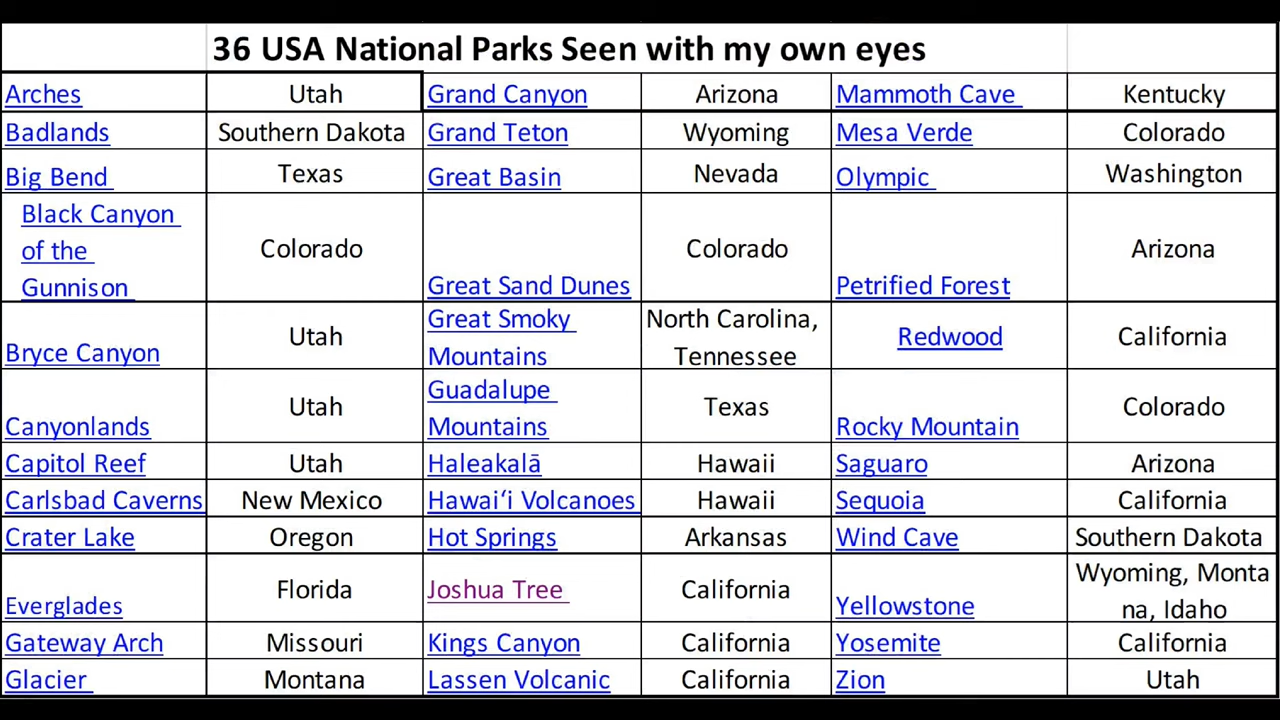 36 USA National Parks Seen with my own eyes
Arches Utah Grand Canyon Arizona Mammoth Cave Kentucky
Badlands Southern Dakota Grand Teton Wyoming Mesa Verde Colorado
Big Bend Texas Great Basin Nevada Olympic Washington
Black Canyon
of the
Gunnison
Colorado
Great Sand Dunes
Colorado
Petrified Forest
Arizona
Bryce Canyon
Utah
Great Smoky
Mountains
North Carolina,
Tennessee
Redwood
California
Canyonlands
Utah
Guadalupe
Mountains
Texas
Rocky Mountain
Colorado
Capitol Reef Utah Haleakalā Hawaii Saguaro Arizona
Carlsbad Caverns New Mexico Hawaiʻi Volcanoes Hawaii Sequoia California
Crater Lake Oregon Hot Springs Arkansas Wind Cave Southern Dakota
Everglades
Florida
Joshua Tree
California
Yellowstone
Wyoming, Monta
na, Idaho
Gateway Arch Missouri Kings Canyon California Yosemite California
Glacier Montana Lassen Volcanic California Zion Utah